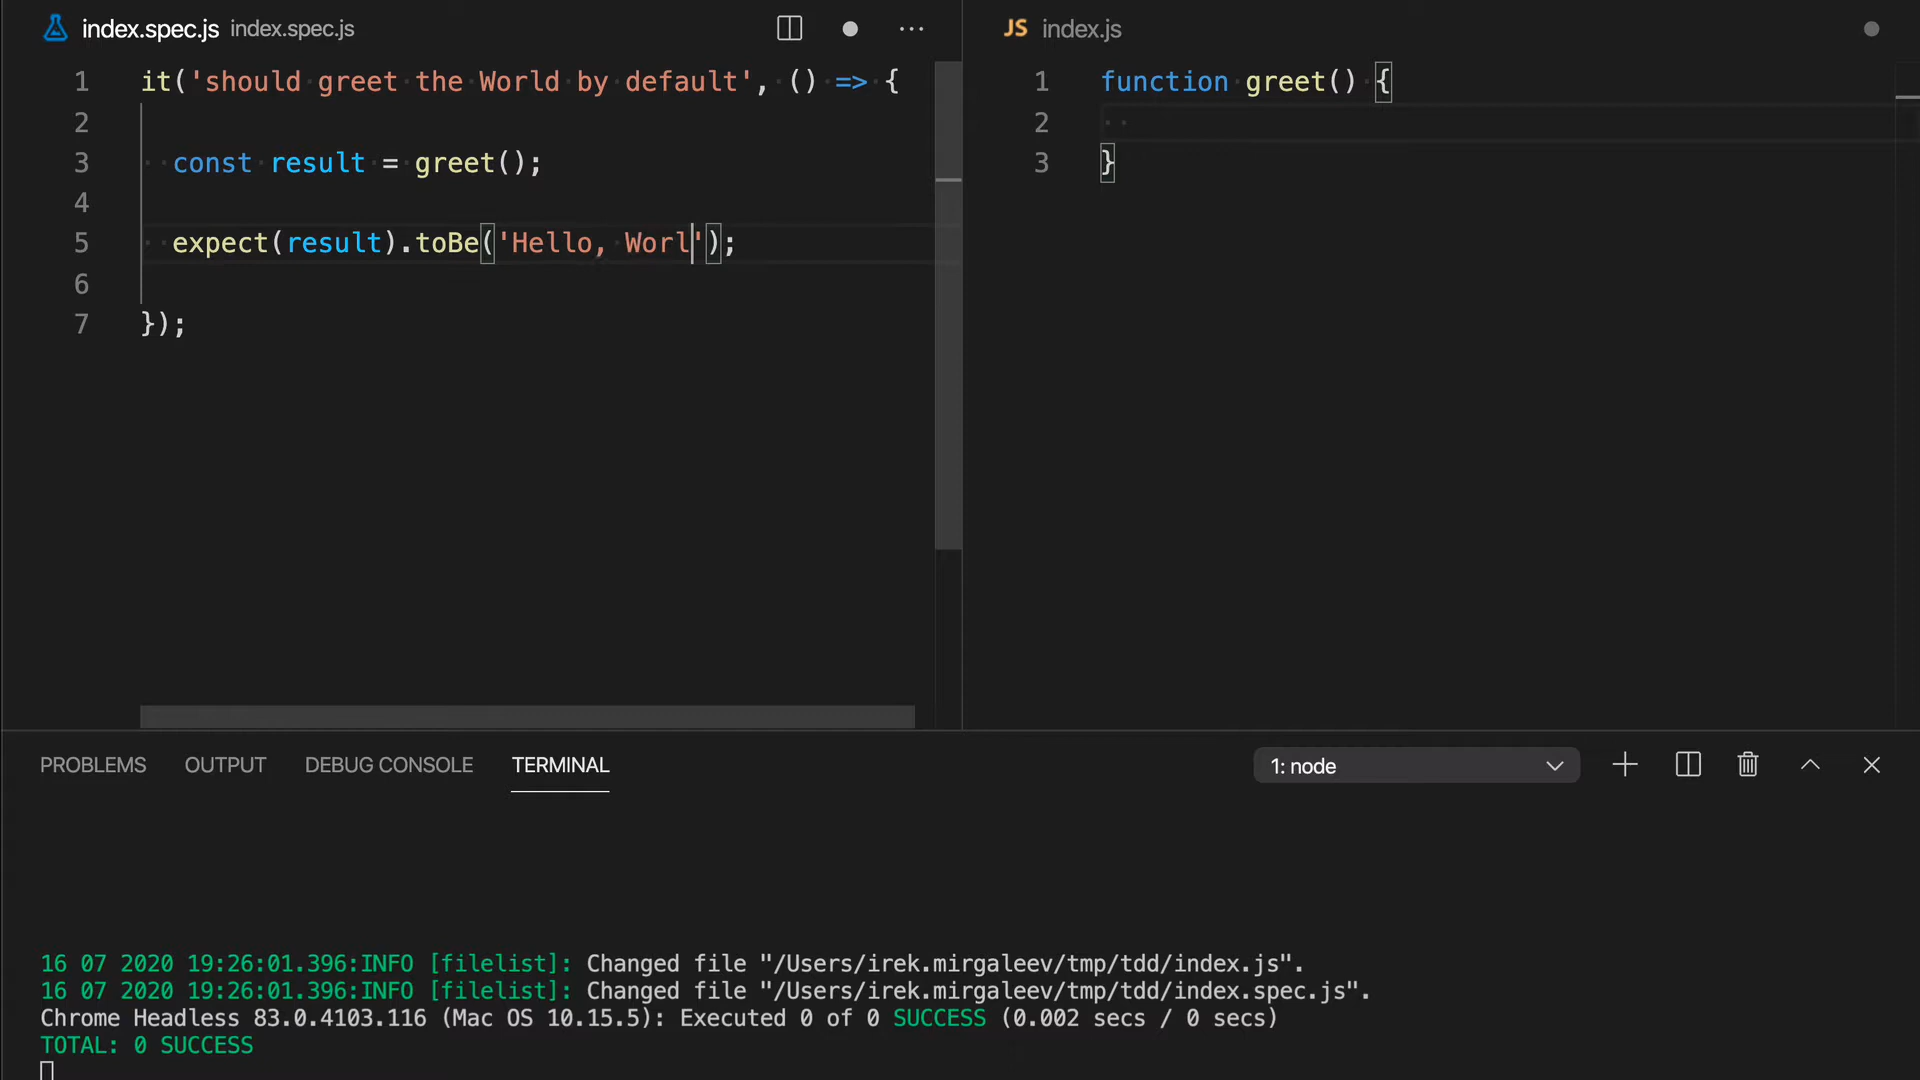 index.spec.js index.spec.js
1 it('should greet the World by default', () => {
2
3 const result = greet();
4
5 expect(result).toBe('Hello, Worl');
6
7 });
JS index.js
1 function greet() {
2
3 }
PROBLEMS OUTPUT DEBUG CONSOLE TERMINAL 1: node
16 07 2020 19:26:01.396:INFO [filelist]: Changed file "/Users/irek.mirgaleev/tmp/tdd/index.js".
16 07 2020 19:26:01.396:INFO [filelist]: Changed file "/Users/irek.mirgaleev/tmp/tdd/index.spec.js".
Chrome Headless 83.0.4103.116 (Mac OS 10.15.5): Executed 0 of 0 SUCCESS (0.002 secs / 0 secs)
TOTAL: 0 SUCCESS